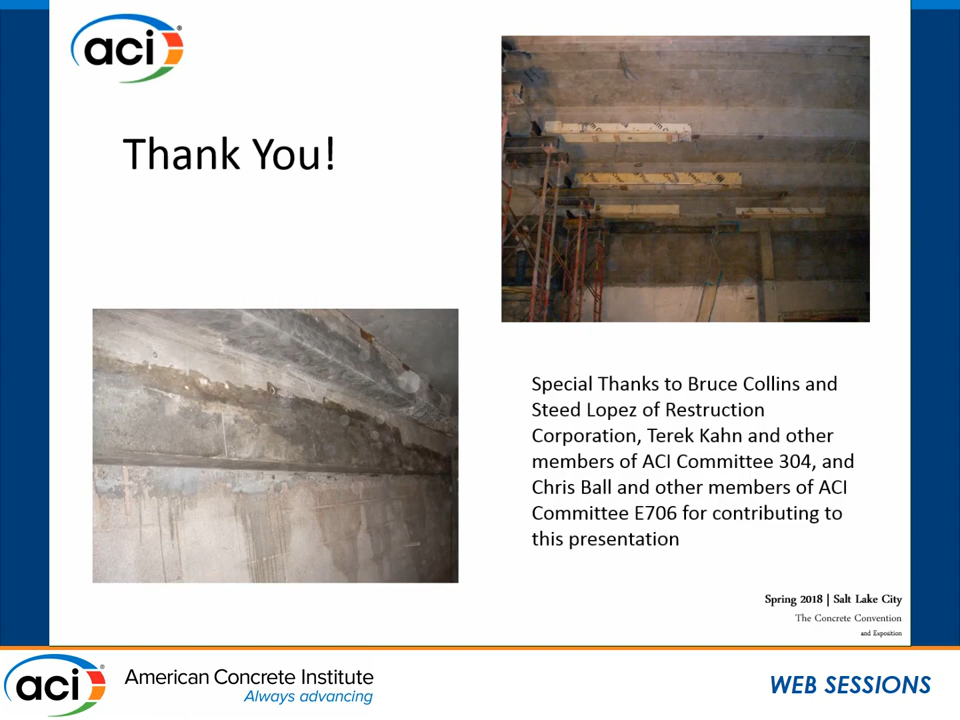 aci
Thank You!
Special Thanks to Bruce Collins and
Steed Lopez of Restruction
Corporation, Terek Kahn and other
members of ACI Committee 304, and
Chris Ball and other members of ACI
Committee E706 for contributing to
this presentation
Spring 2018 | Salt Lake City
The Concrete Convention
and Exposition
aci
American Concrete Institute
Always advancing
WEB SESSIONS